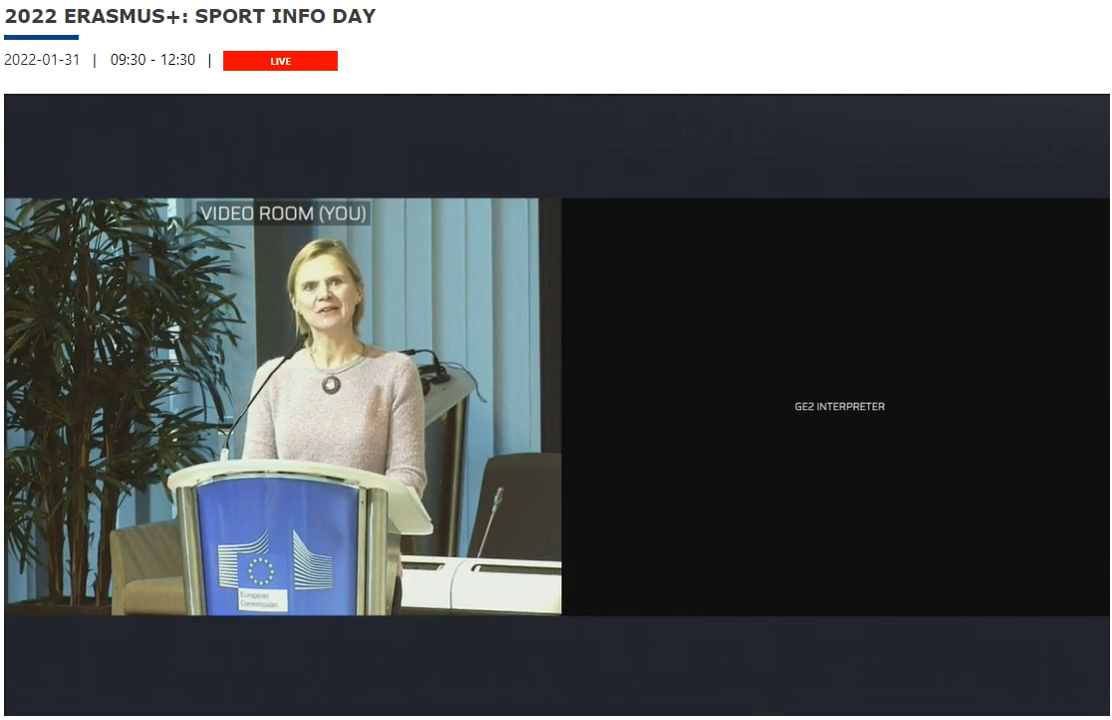 2022 ERASMUS+: SPORT INFO DAY
2022-01-31 | 09:30 - 12:30 | LIVE
VIDEO ROOM (YOU)
GE2 INTERPRETER
European
Commission